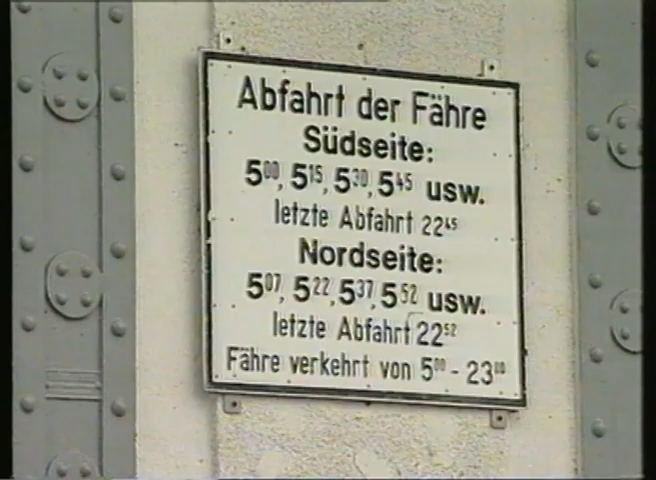 Abfahrt der Fähre
Südseite:
5⁰⁰, 5¹⁵, 5³⁰, 5⁴⁵ usw.
letzte Abfahrt 22⁴⁵
Nordseite:
5⁰⁷, 5²², 5³⁷, 5⁵² usw.
letzte Abfahrt 22⁵²
Fähre verkehrt von 5⁰⁰ - 23⁰⁰